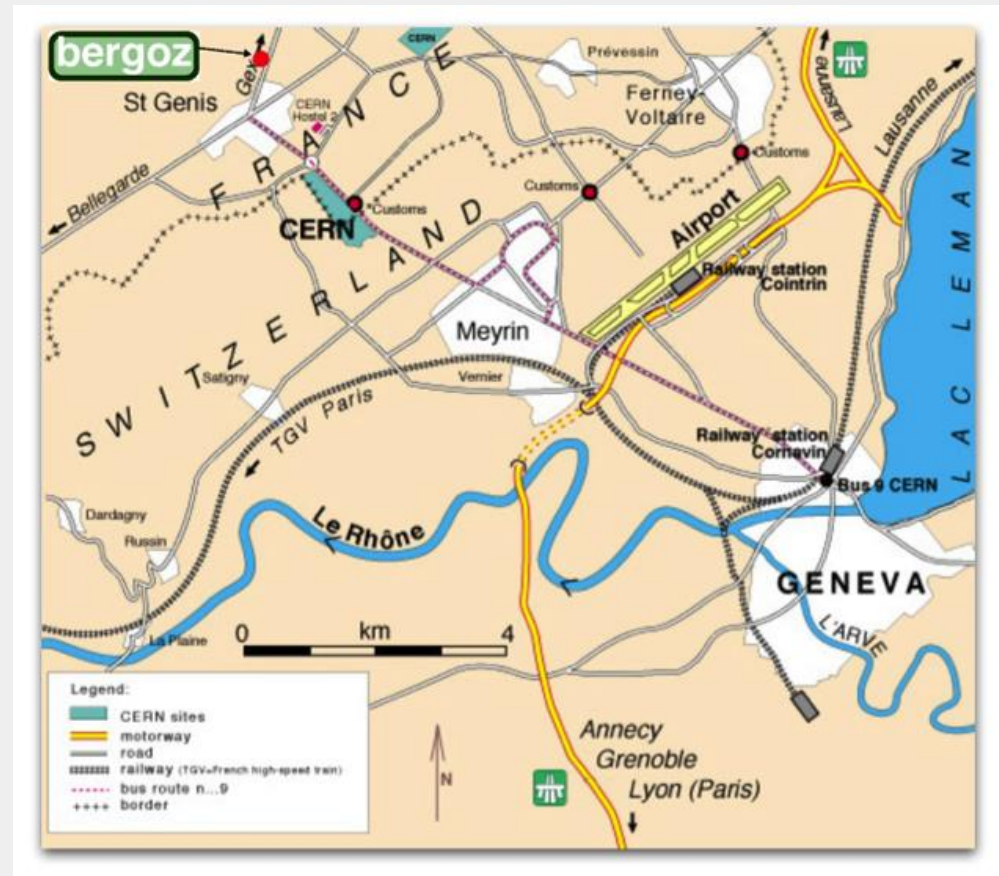 bergoz
Gex
St Genis
CERN
Prévessin
Ferney-
Voltaire
Lausanne
Lausanne
CERN
Hostel 2
FRANCE
Bellegarde
Customs
Customs
Customs
CERN
Airport
SWITZERLAND
Railway station
Cointrin
LAC LEMAN
Meyrin
Satigny
Vernier
TGV Paris
Railway station
Cornavin
Bus 9 CERN
Dardagny
Russin
Le Rhône
GENEVA
L'ARVE
La Plaine
0 km 4
Legend:
CERN sites
motorway
road
railway (TGV=French high-speed train)
bus route n...9
border
N
Annecy
Grenoble
Lyon (Paris)